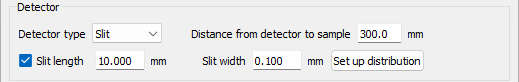 Detector
Detector type Slit Distance from detector to sample 300.0 mm
Slit length 10.000 mm Slit width 0.100 mm Set up distribution